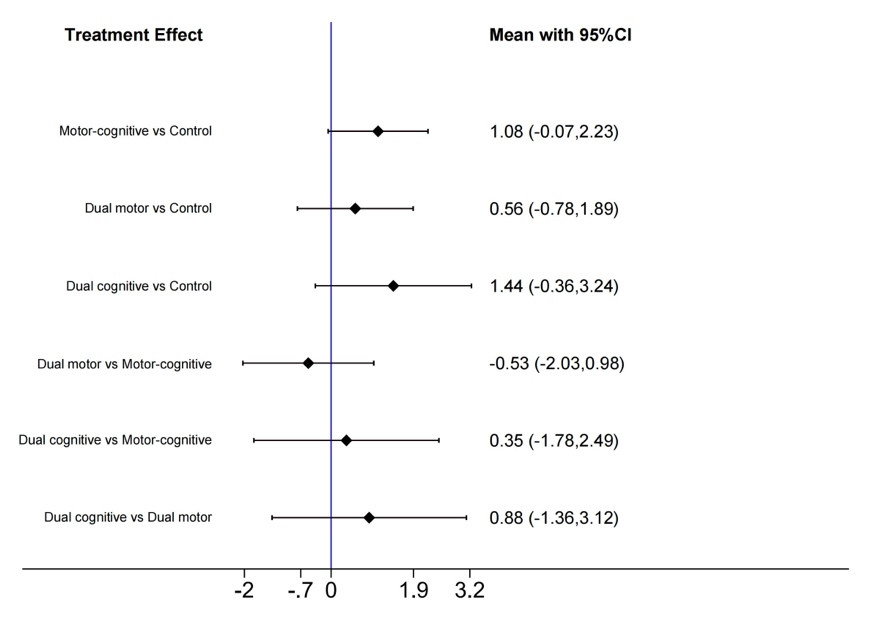 Treatment Effect Mean with 95%CI
Motor-cognitive vs Control 1.08 (-0.07,2.23)
Dual motor vs Control 0.56 (-0.78,1.89)
Dual cognitive vs Control 1.44 (-0.36,3.24)
Dual motor vs Motor-cognitive -0.53 (-2.03,0.98)
Dual cognitive vs Motor-cognitive 0.35 (-1.78,2.49)
Dual cognitive vs Dual motor 0.88 (-1.36,3.12)
-2 -.7 0 1.9 3.2